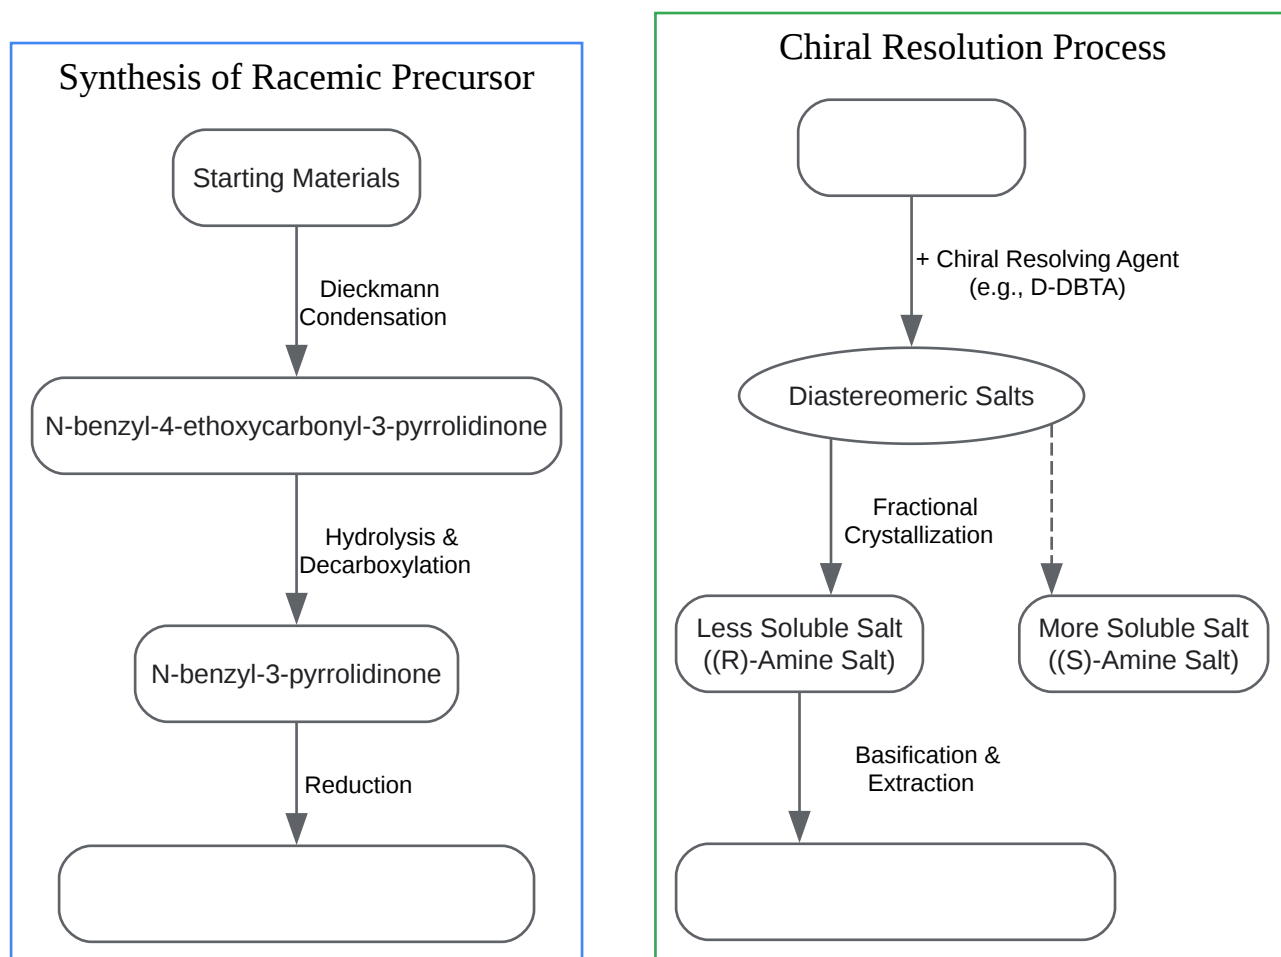 Synthesis of Racemic Precursor
Starting Materials
Dieckmann
Condensation
N-benzyl-4-ethoxycarbonyl-3-pyrrolidinone
Hydrolysis &
Decarboxylation
N-benzyl-3-pyrrolidinone
Reduction
Chiral Resolution Process
+ Chiral Resolving Agent
(e.g., D-DBTA)
Diastereomeric Salts
Fractional
Crystallization
Less Soluble Salt
((R)-Amine Salt)
More Soluble Salt
((S)-Amine Salt)
Basification &
Extraction